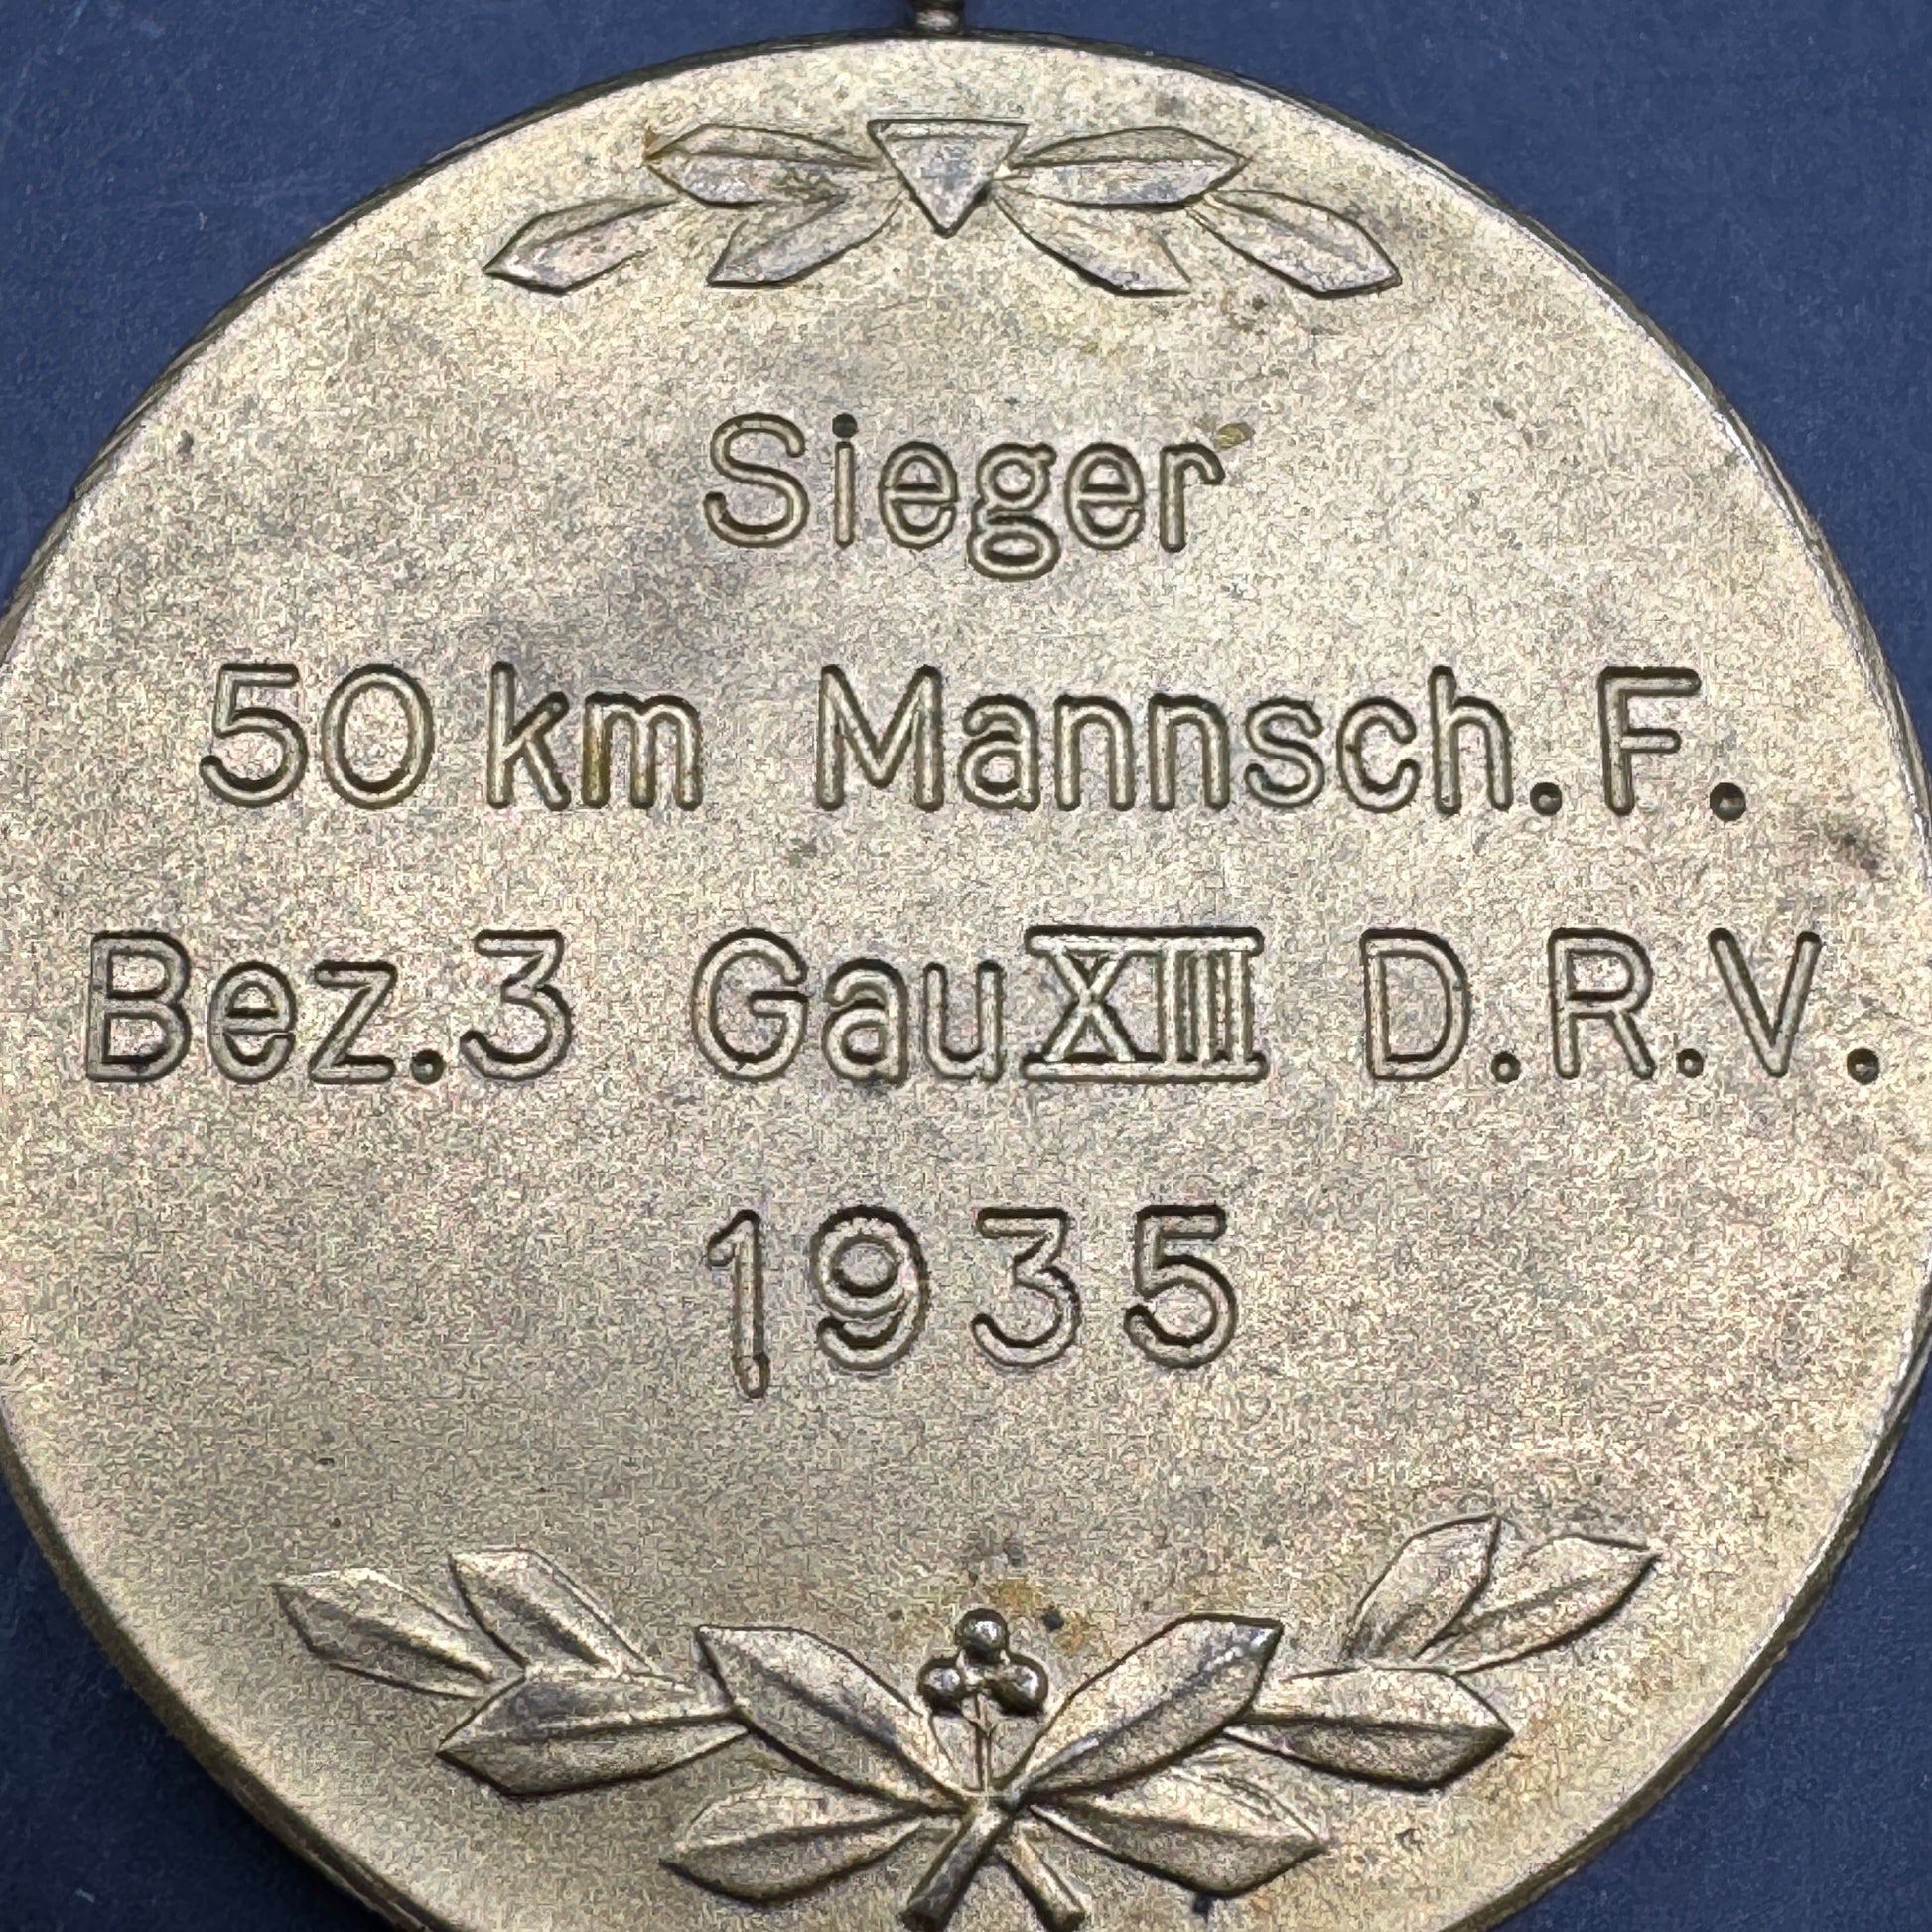 Sieger
50 km Mannsch. F.
Bez.3 Gau XIII D.R.V.
1935